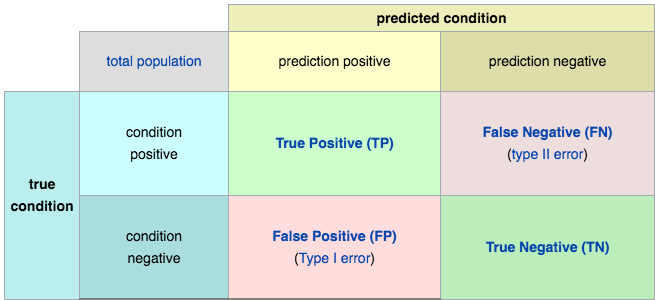 predicted condition
total population
prediction positive
prediction negative
true
condition
condition
positive
True Positive (TP)
False Negative (FN)
(type II error)
condition
negative
False Positive (FP)
(Type I error)
True Negative (TN)